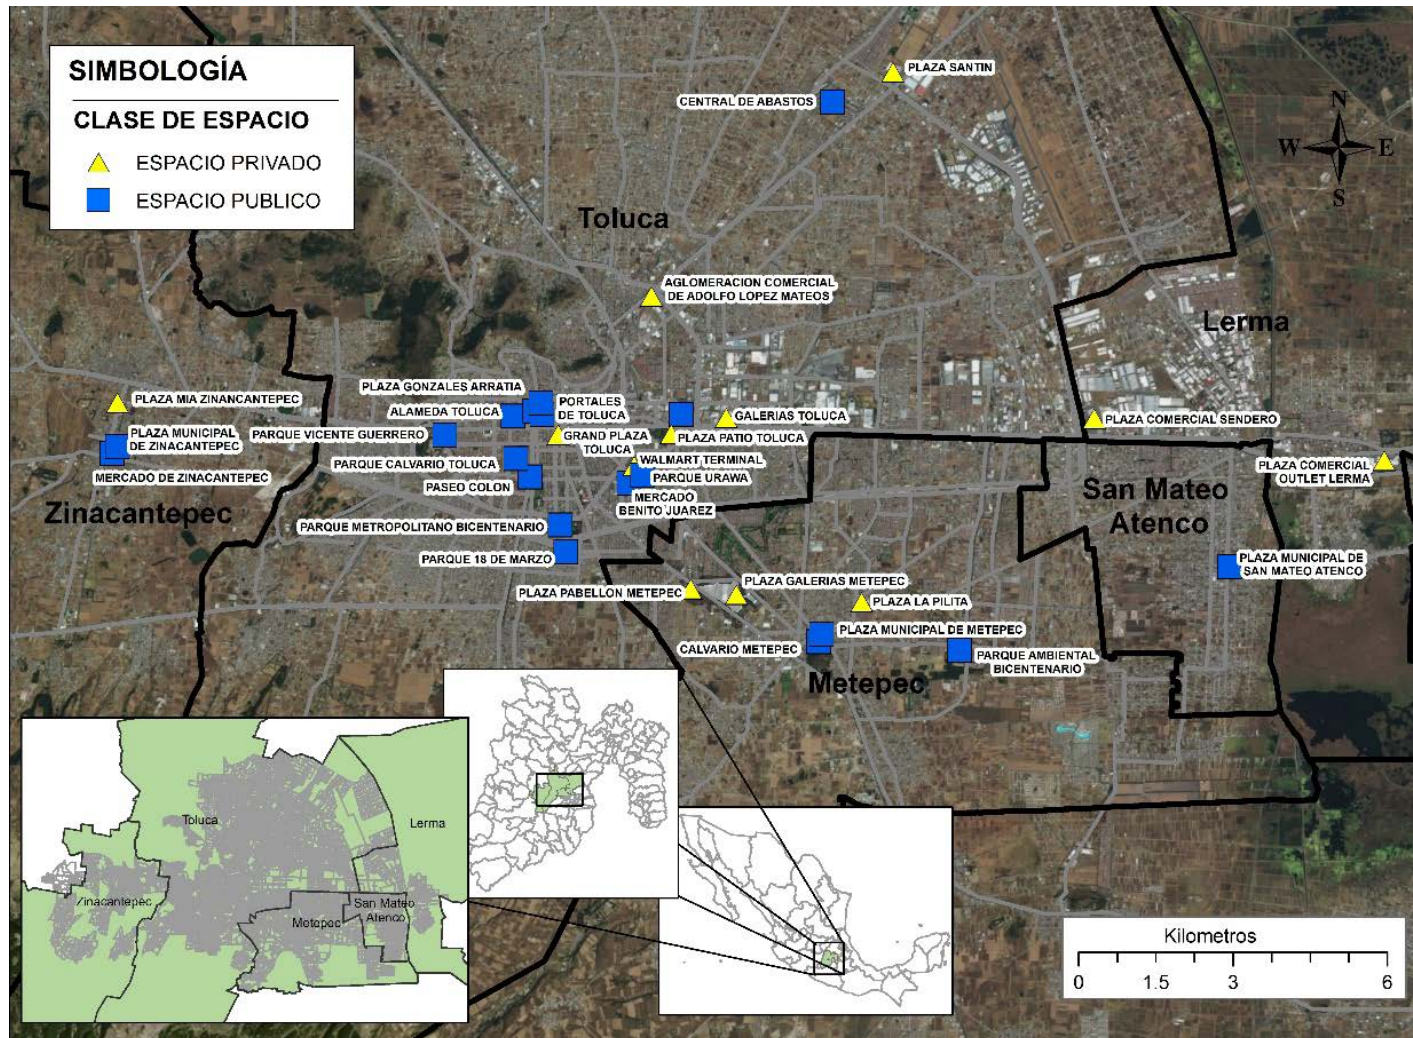 SIMBOLOGÍA
CLASE DE ESPACIO
ESPACIO PRIVADO
ESPACIO PUBLICO
PLAZA SANTIN
CENTRAL DE ABASTOS
N
W
E
S
Toluca
AGLOMERACION COMERCIAL
DE ADOLFO LOPEZ MATEOS
Lerma
PLAZA GONZALES ARRATIA
PLAZA MIA ZINANCANTEPEC
PORTALES
DE TOLUCA
ALAMEDA TOLUCA
GALERIAS TOLUCA
PLAZA COMERCIAL SENDERO
PLAZA MUNICIPAL
DE ZINACANTEPEC
PARQUE VICENTE GUERRERO
GRAND PLAZA
TOLUCA
PLAZA PATIO TOLUCA
PARQUE CALVARIO TOLUCA
WALMART TERMINAL
PLAZA COMERCIAL
OUTLET LERMA
MERCADO DE ZINACANTEPEC
PASEO COLON
PARQUE URAWA
MERCADO
BENITO JUAREZ
San Mateo
Atenco
Zinacantepec
PARQUE METROPOLITANO BICENTENARIO
PARQUE 18 DE MARZO
PLAZA MUNICIPAL DE
SAN MATEO ATENCO
PLAZA PABELLON METEPEC
PLAZA GALERIAS METEPEC
PLAZA LA PILITA
PLAZA MUNICIPAL DE METEPEC
CALVARIO METEPEC
PARQUE AMBIENTAL
BICENTENARIO
Metepec
Toluca
Lerma
Zinacantepec
Metepec
San Mateo
Atenco
Kilometros
0 1.5 3 6